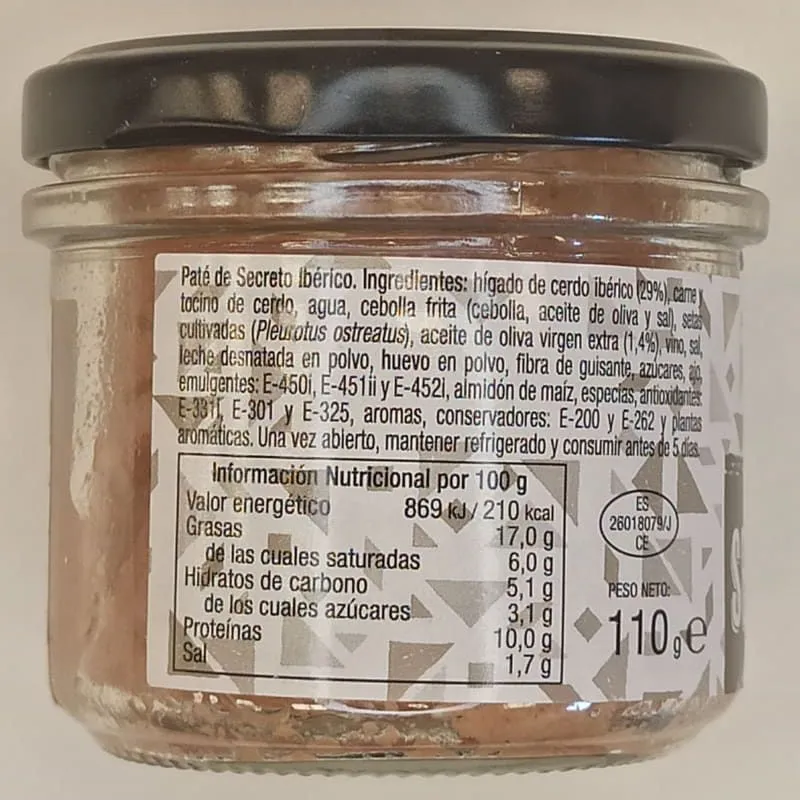 Paté de Secreto Ibérico. Ingredientes: hígado de cerdo ibérico (29%), carne y
tocino de cerdo, agua, cebolla frita (cebolla, aceite de oliva y sal), setas
cultivadas (Pleurotus ostreatus), aceite de oliva virgen extra (1,4%), vino, sal,
leche desnatada en polvo, huevo en polvo, fibra de guisante, azúcares, ajo,
emulgentes: E-450i, E-451ii y E-452i, almidón de maíz, especias, antioxidantes:
E-331i, E-301 y E-325, aromas, conservadores: E-200 y E-262 y plantas
aromáticas. Una vez abierto, mantener refrigerado y consumir antes de 5 días.
Información Nutricional por 100 g
Valor energético 869 KJ / 210 kcal
Grasas 17,0 g
de las cuales saturadas 6,0 g
Hidratos de carbono 5,1 g
de los cuales azúcares 3,1 g
Proteínas 10,0 g
Sal 1,7 g
ES
26018079/J
CE
PESO NETO:
110 g e